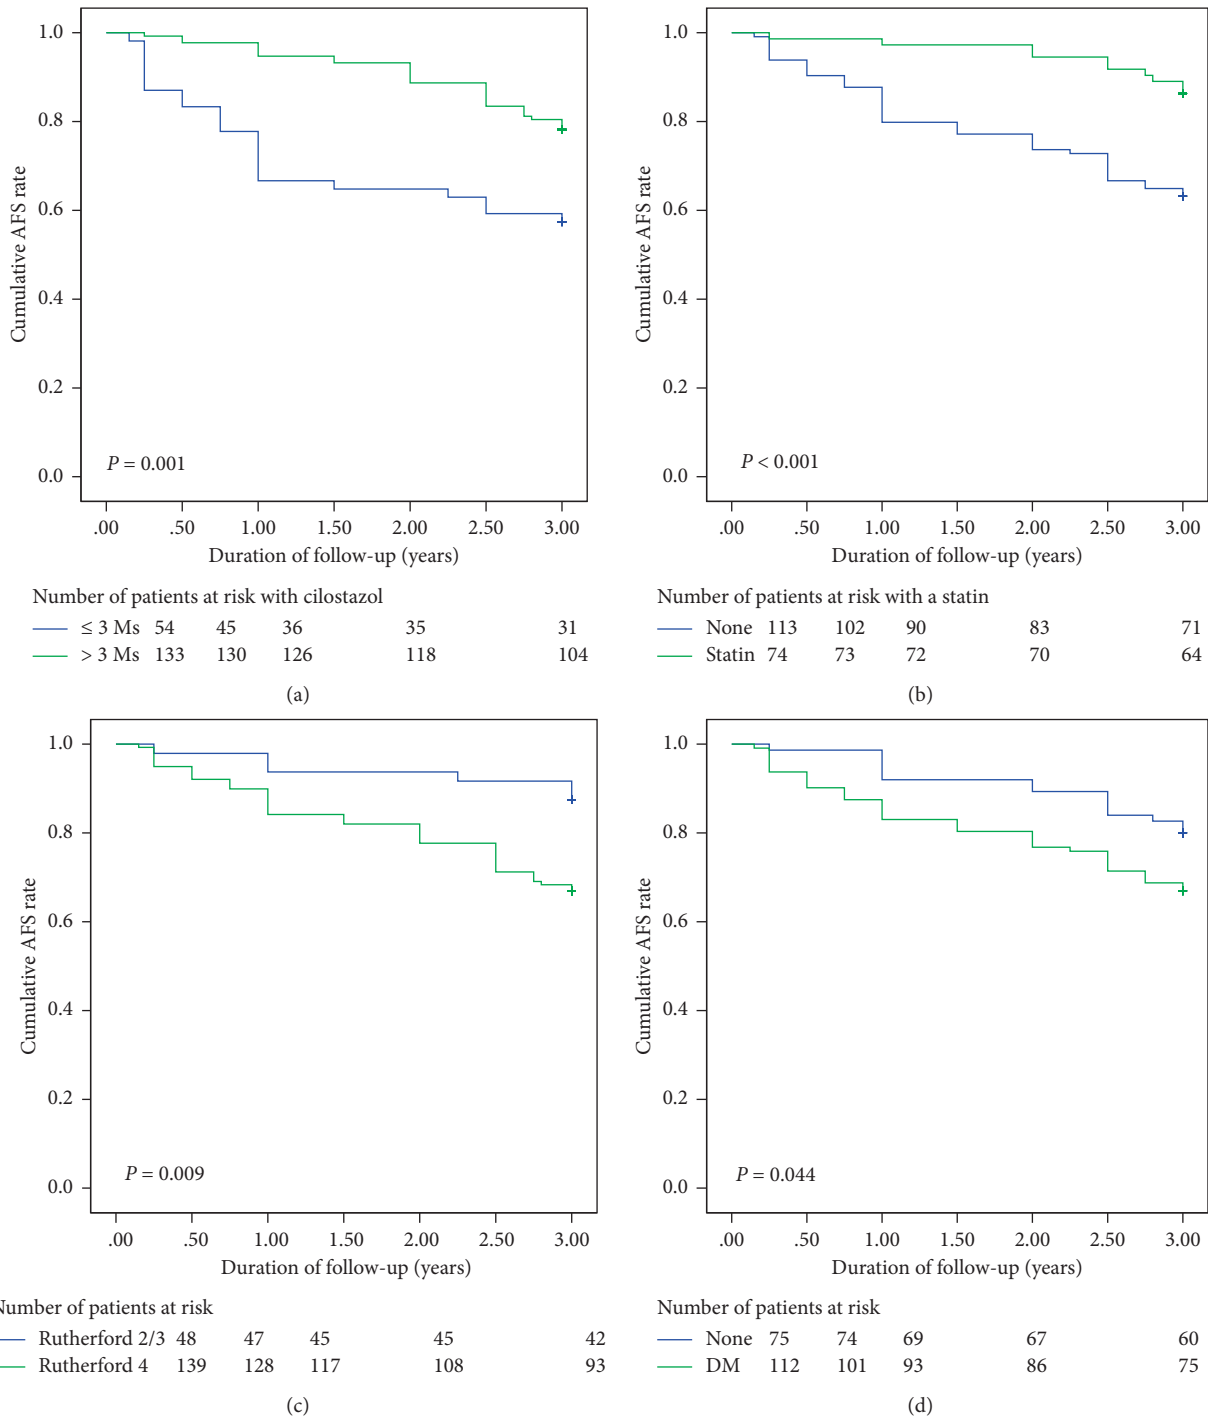 1.0
0.8
0.6
0.4
0.2
0.0
Cumulative AFS rate
P = 0.001
.00 .50 1.00 1.50 2.00 2.50 3.00
Duration of follow-up (years)
Number of patients at risk with cilostazol
≤ 3 Ms 54 45 36 35 31
> 3 Ms 133 130 126 118 104
(a)
1.0
0.8
0.6
0.4
0.2
0.0
Cumulative AFS rate
P < 0.001
.00 .50 1.00 1.50 2.00 2.50 3.00
Duration of follow-up (years)
Number of patients at risk with a statin
None 113 102 90 83 71
Statin 74 73 72 70 64
(b)
1.0
0.8
0.6
0.4
0.2
0.0
Cumulative AFS rate
P = 0.009
.00 .50 1.00 1.50 2.00 2.50 3.00
Duration of follow-up (years)
Number of patients at risk
Rutherford 2/3 48 47 45 45 42
Rutherford 4 139 128 117 108 93
(c)
1.0
0.8
0.6
0.4
0.2
0.0
Cumulative AFS rate
P = 0.044
.00 .50 1.00 1.50 2.00 2.50 3.00
Duration of follow-up (years)
Number of patients at risk
None 75 74 69 67 60
DM 112 101 93 86 75
(d)